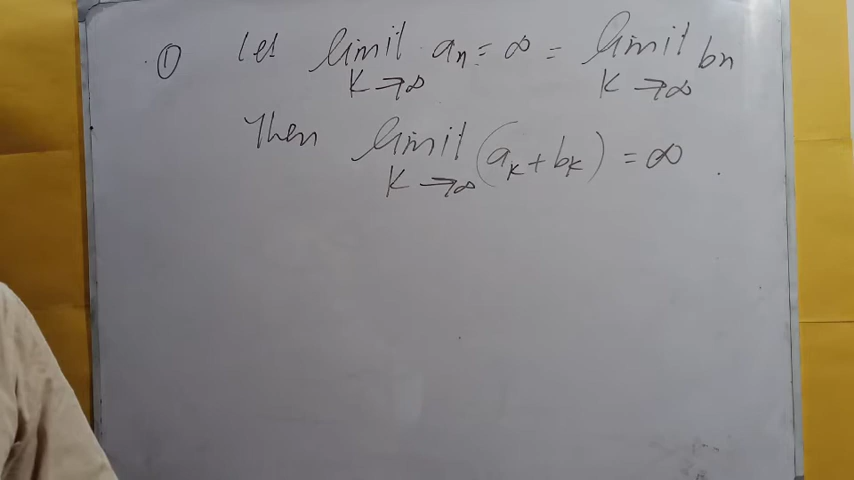 ① Let limit aₙ = ∞ = limit bn
K→∞ K→∞
Then limit (aₖ + bₖ) = ∞
K→∞